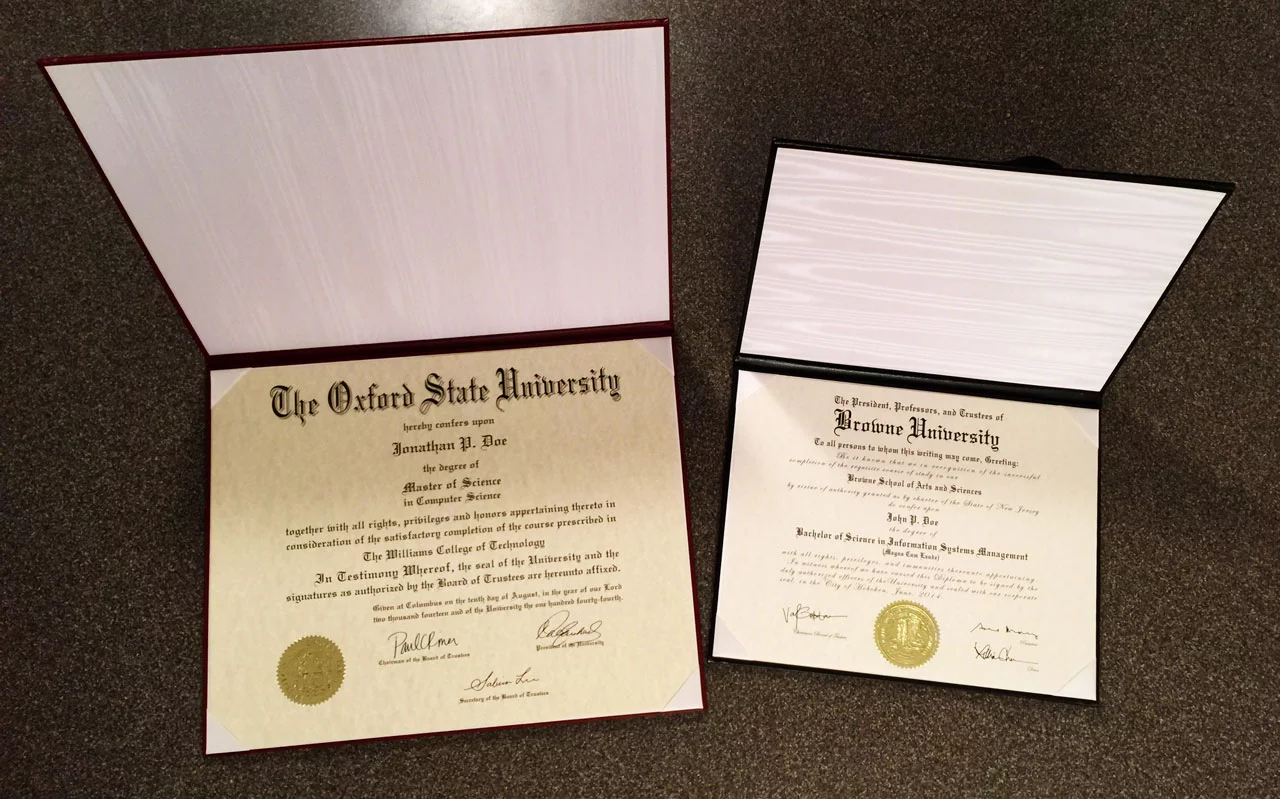 The Oxford State University
hereby confers upon
Jonathan P. Doe
the degree of
Master of Science
in Computer Science
together with all rights, privileges and honors appertaining thereto in
consideration of the satisfactory completion of the course prescribed in
The Williams College of Technology
In Testimony Whereof, the seal of the University and the
signatures as authorized by the Board of Trustees are hereunto affixed.
Given at Columbus on the tenth day of August, in the year of our Lord
two thousand fourteen and of the University the one hundred fourty-fourth.
Chairman of the Board of Trustees
President of the University
Secretary of the Board of Trustees
The President, Professors, and Trustees of
Browne University
To all persons to whom this writing may come, Greeting:
Be it known that we in recognition of the successful
completion of the requisite course of study in our
Browne School of Arts and Sciences
by virtue of authority granted us by charter of the State of New Jersey
do confer upon
John P. Doe
the degree of
Bachelor of Science in Information Systems Management
(Magna Cum Laude)
with all rights, privileges, and immunities thereunto appertaining.
In witness whereof we have caused this Diploma to be signed by the
duly authorized officers of the University and sealed with our corporate
seal, in the City of Hoboken, June,